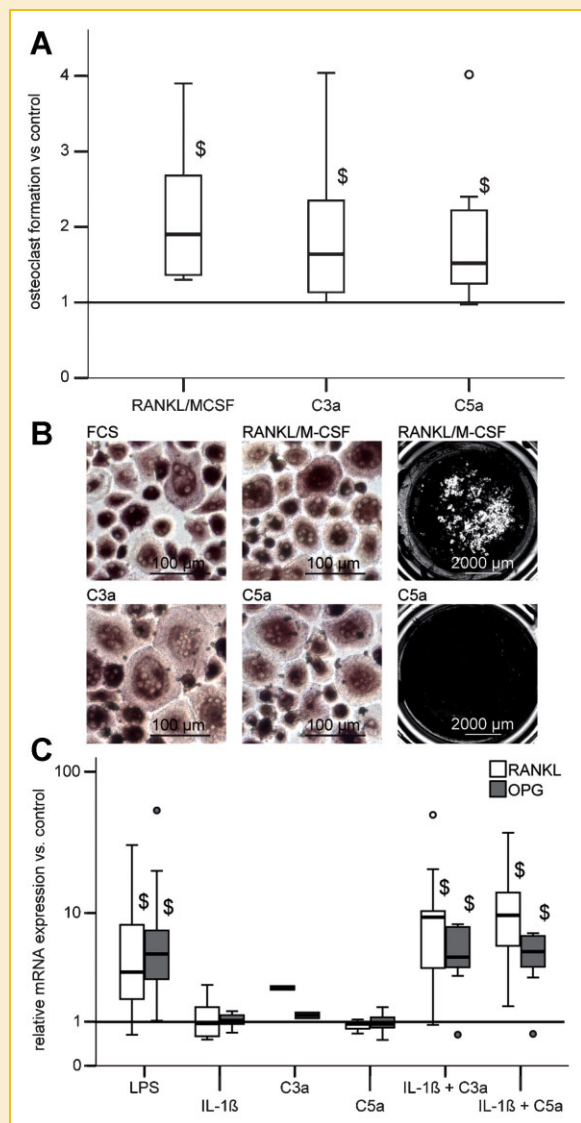 A
osteoclast formation vs control
4
3
2
1
0
$
$
$
RANKL/MCSF
C3a
C5a
B
FCS
RANKL/M-CSF
RANKL/M-CSF
100 µm
100 µm
2000 µm
C3a
C5a
C5a
100 µm
100 µm
2000 µm
C
relative mRNA expression vs. control
100
10
1
0
RANKL
OPG
$
$
$
$
$
$
LPS
IL-1ß
C3a
C5a
IL-1ß + C3a
IL-1ß + C5a